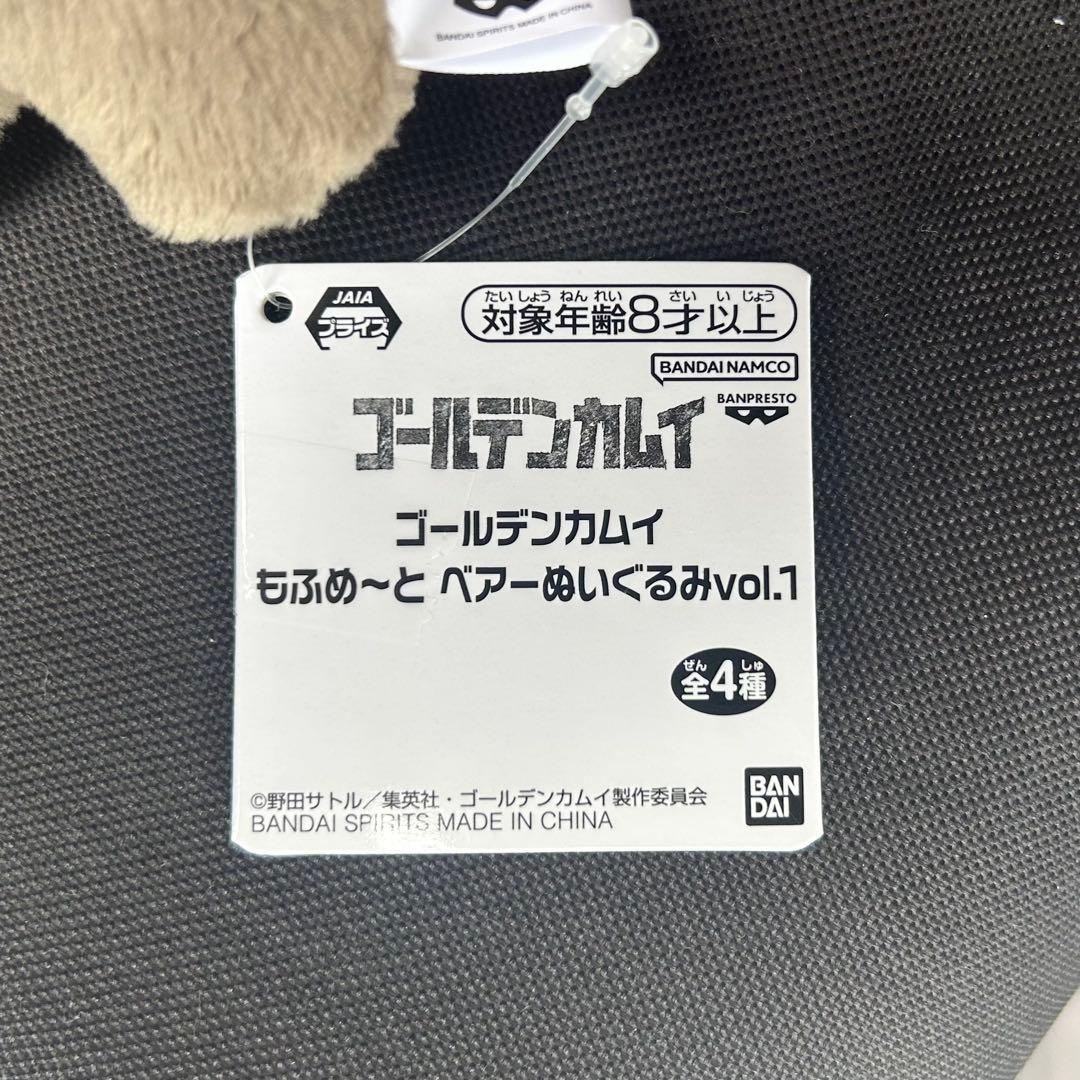 BANDAI SPIRITS MADE IN CHINA
JAIA
プライズ
たいしょうねんれい さい いじょう
対象年齢8才以上
BANDAI NAMCO
BANPRESTO
ゴールデンカムイ
ゴールデンカムイ
もふめ〜と ベアーぬいぐるみvol.1
ぜん しゅ
全4種
©野田サトル／集英社・ゴールデンカムイ製作委員会
BANDAI SPIRITS MADE IN CHINA
BAN
DAI